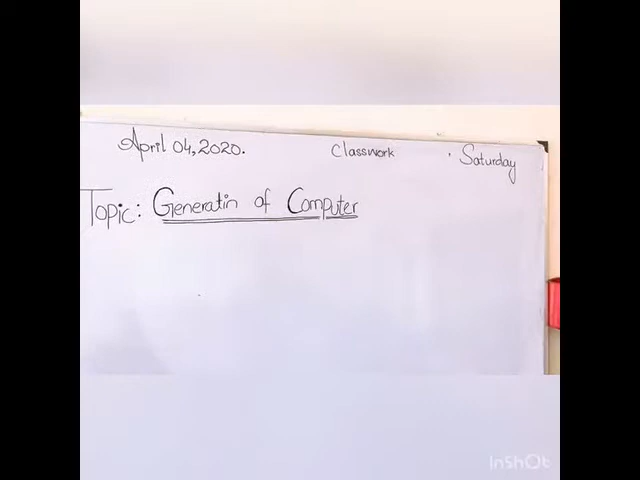 April 04, 2020. Classwork Saturday
Topic: Generatin of Computer
InShOt